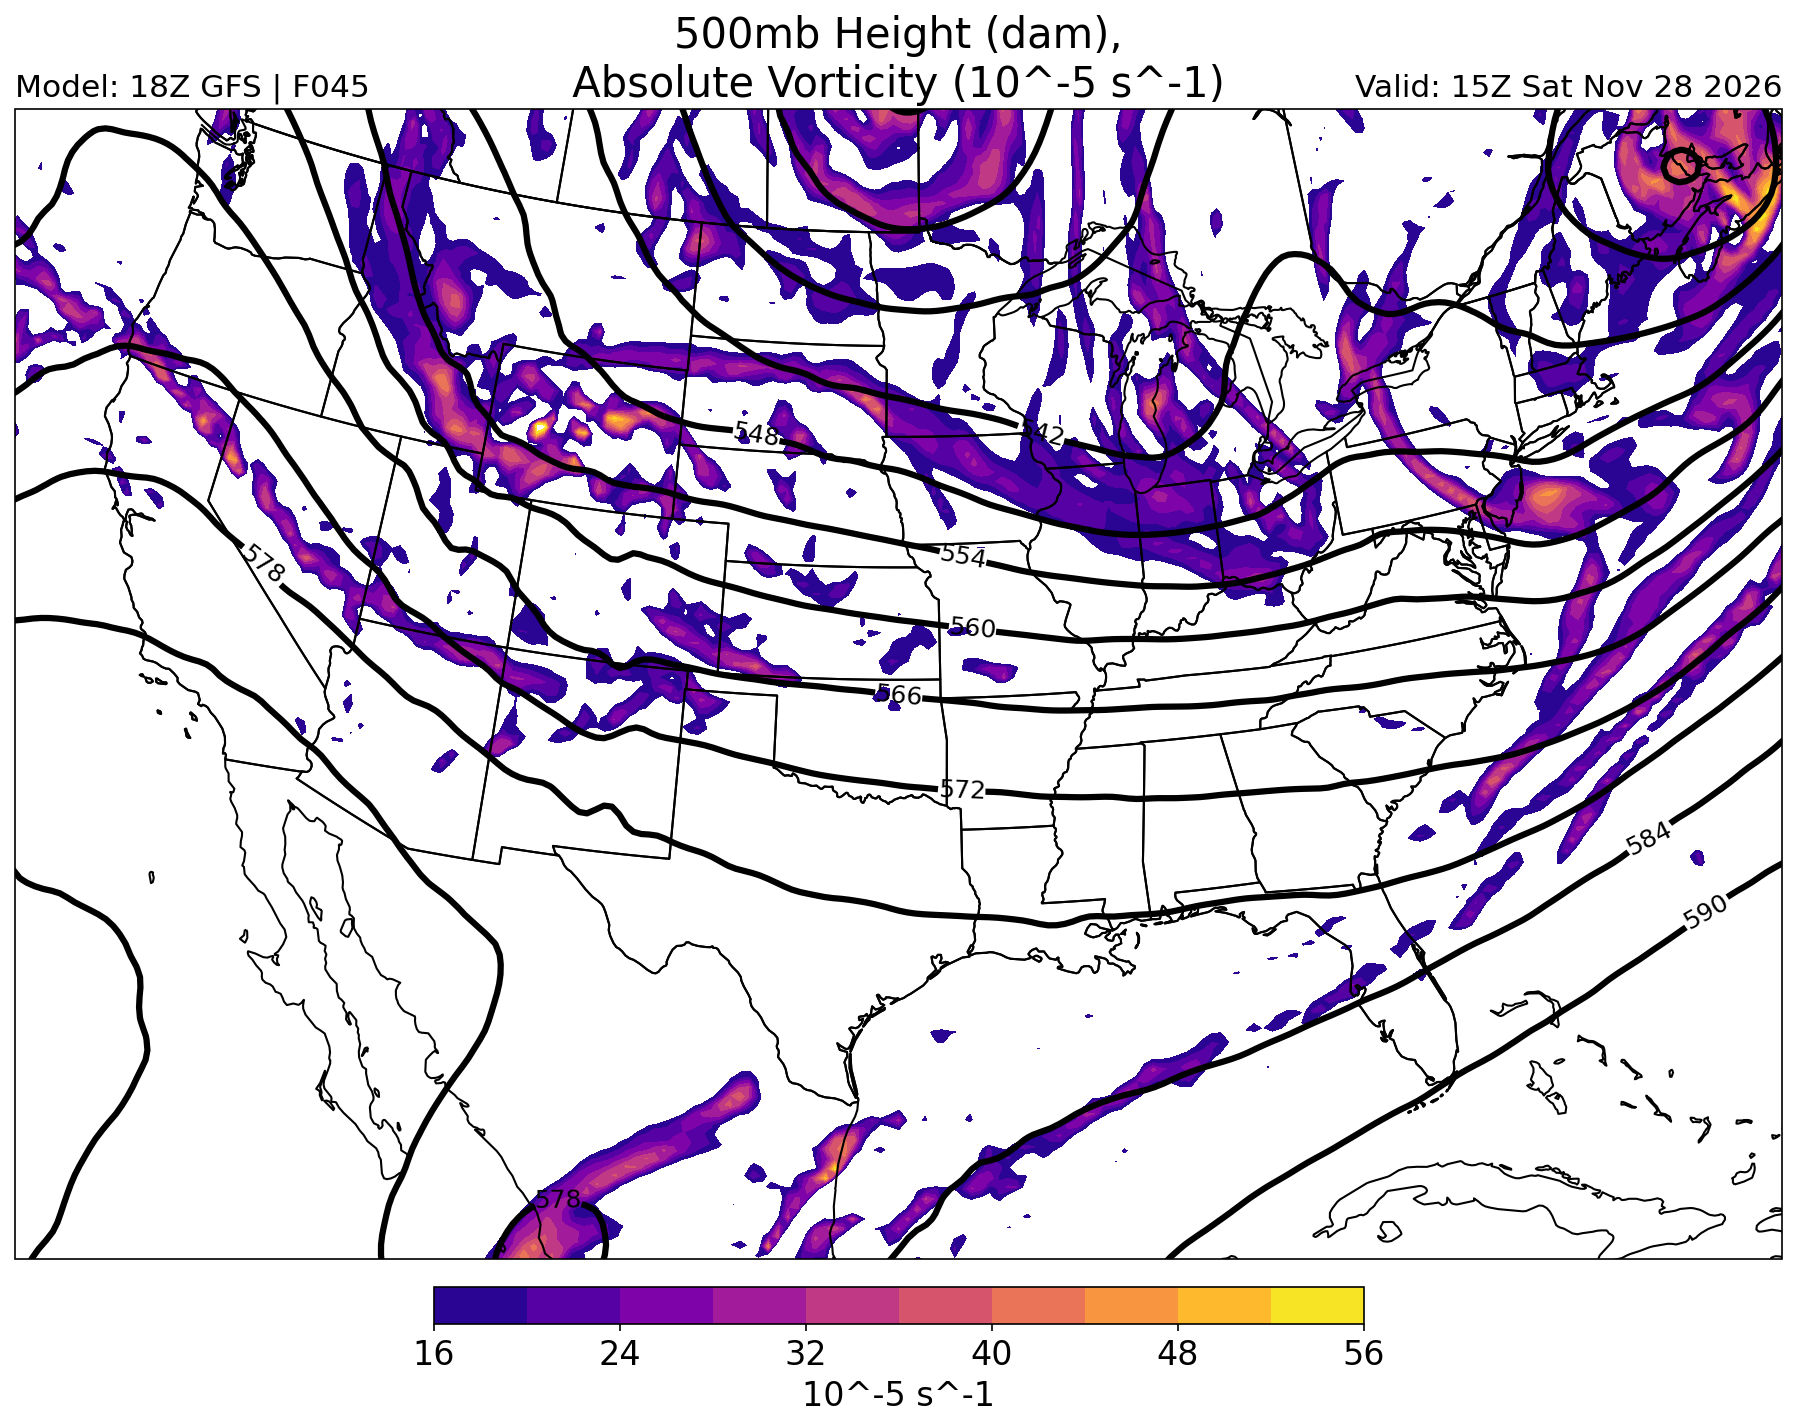 500mb Height (dam),
Model: 18Z GFS | F045
Absolute Vorticity (10^-5 s^-1)
Valid: 15Z Sat Nov 28 2026
548
542
554
578
560
566
572
584
590
578
16 24 32 40 48 56
10^-5 s^-1